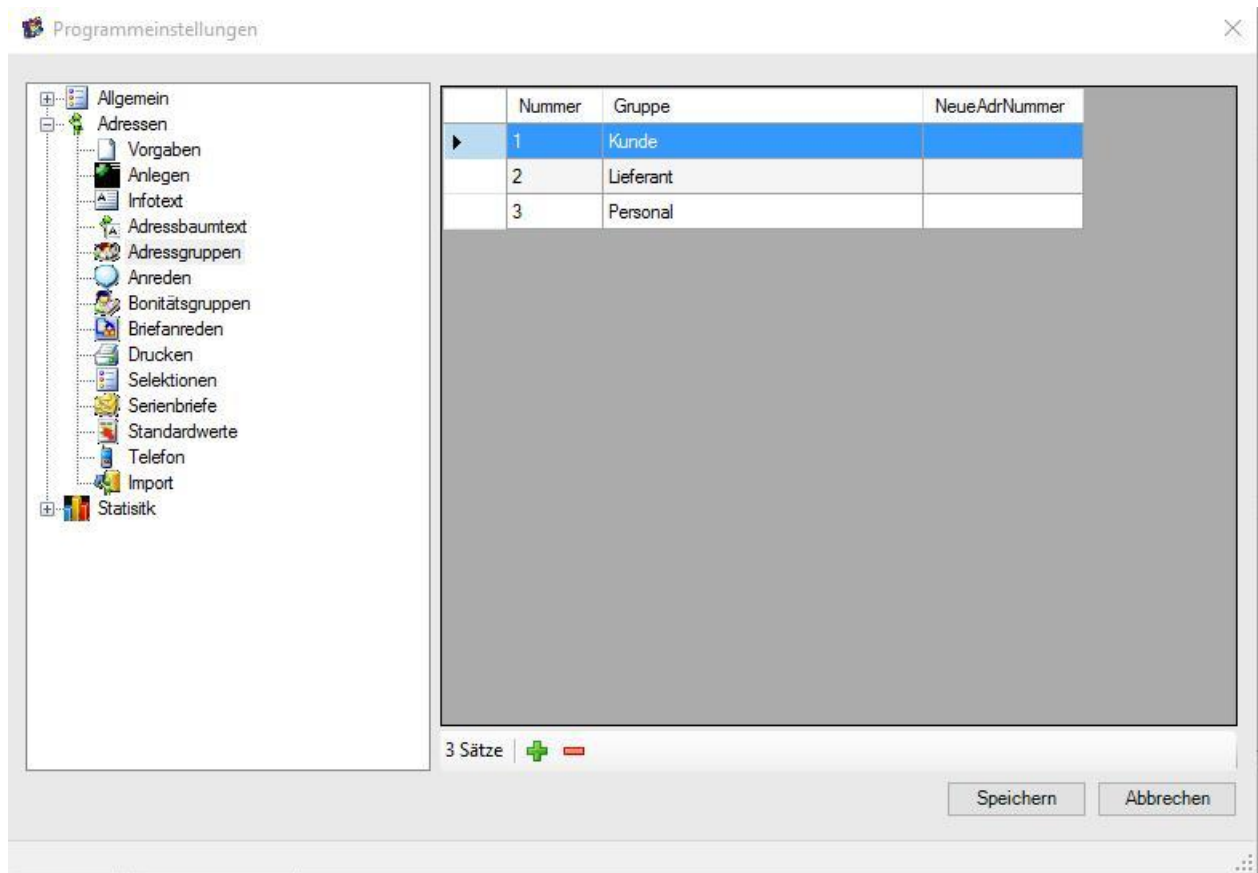 Programmeinstellungen
Allgemein
Adressen
Vorgaben
Anlegen
Infotext
Adressbaumtext
Adressgruppen
Anreden
Bonitätsgruppen
Briefanreden
Drucken
Selektionen
Serienbriefe
Standardwerte
Telefon
Import
Statisitk
Nummer Gruppe NeueAdrNummer
1 Kunde
2 Lieferant
3 Personal
3 Sätze
Speichern Abbrechen